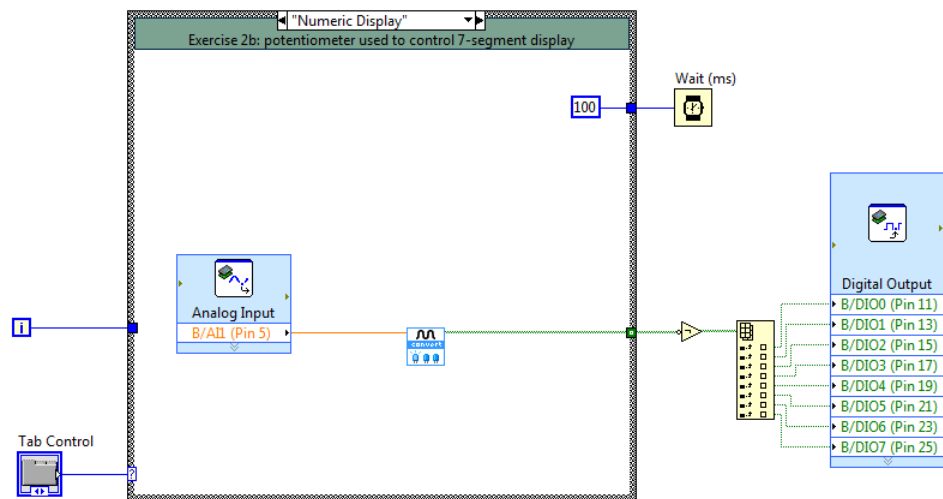 "Numeric Display"
Exercise 2b: potentiometer used to control 7-segment display
Wait (ms)
100
Analog Input
B/AI1 (Pin 5)
convert
i
Tab Control
?
Digital Output
B/DIO0 (Pin 11)
B/DIO1 (Pin 13)
B/DIO2 (Pin 15)
B/DIO3 (Pin 17)
B/DIO4 (Pin 19)
B/DIO5 (Pin 21)
B/DIO6 (Pin 23)
B/DIO7 (Pin 25)